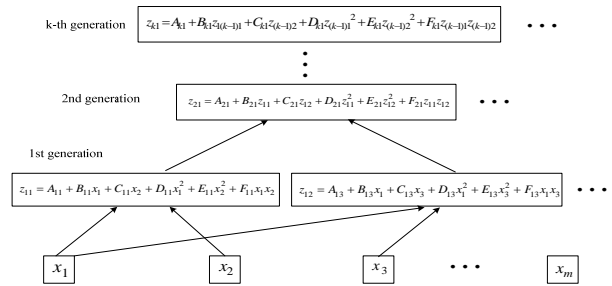 k-th generation z_{k1}=A_{k1}+B_{k1}z_{1(k-1)1}+C_{k1}z_{(k-1)2}+D_{k1}z_{(k-1)1}^2+E_{k1}z_{(k-1)2}^2+F_{k1}z_{(k-1)1}z_{(k-1)2} • • •
2nd generation z_{21} = A_{21} + B_{21}z_{11} + C_{21}z_{12} + D_{21}z_{11}^2 + E_{21}z_{12}^2 + F_{21}z_{11}z_{12} • • •
1st generation
z_{11} = A_{11} + B_{11}x_1 + C_{11}x_2 + D_{11}x_1^2 + E_{11}x_2^2 + F_{11}x_1x_2 z_{12} = A_{13} + B_{13}x_1 + C_{13}x_3 + D_{13}x_1^2 + E_{13}x_3^2 + F_{13}x_1x_3 • • •
x_1 x_2 x_3 • • • x_m